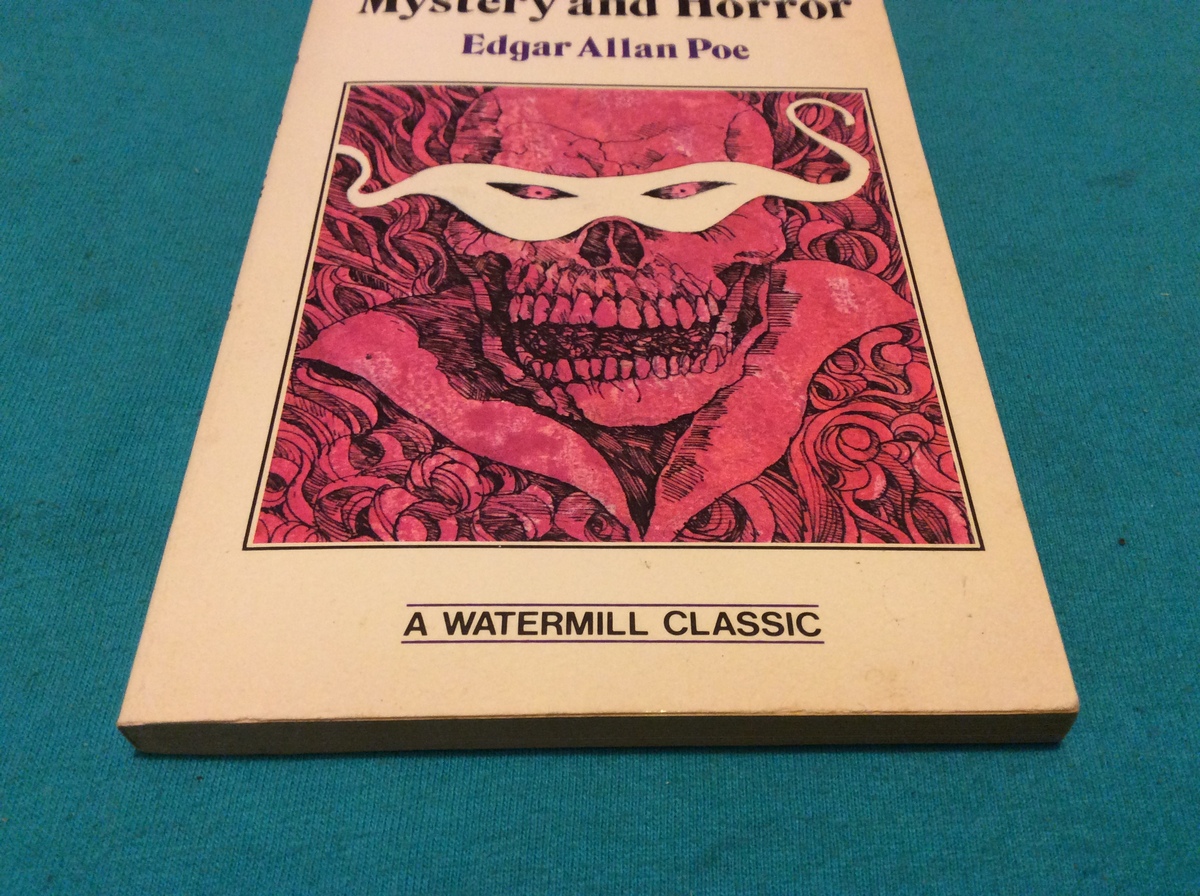 Mystery and Horror
Edgar Allan Poe
A WATERMILL CLASSIC